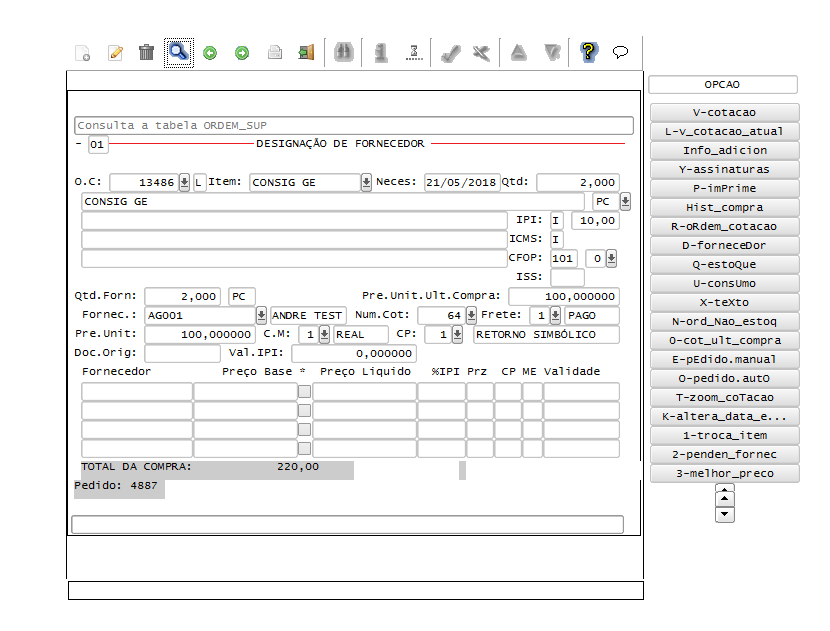 OPCAO
Consulta a tabela ORDEM_SUP
- 01 DESIGNAÇÃO DE FORNECEDOR
O.C: 13486 L Item: CONSIG GE Neces: 21/05/2018 Qtd: 2,000
CONSIG GE PC
IPI: I 10,00
ICMS: I
CFOP: 101 0
ISS:
Qtd.Forn: 2,000 PC Pre.Unit.Ult.Compra: 100,000000
Fornec.: AG001 ANDRE TEST Num.Cot: 64 Frete: 1 PAGO
Pre.Unit: 100,000000 C.M: 1 REAL CP: 1 RETORNO SIMBÓLICO
Doc.Orig: Val.IPI: 0,000000
Fornecedor Preço Base * Preço Liquido %IPI Prz CP ME Validade
TOTAL DA COMPRA: 220,00
Pedido: 4887
V-cotacao
L-v_cotacao_atual
Info_adicion
Y-assinaturas
P-imPrime
Hist_compra
R-oRdem_cotacao
D-forneceDor
Q-estoQue
U-consUmo
X-teXto
N-ord_Nao_estoq
0-cot_ult_compra
E-pEdido.manual
O-pedido.autO
T-zoom_coTacao
K-altera_data_e...
1-troca_item
2-penden_fornec
3-melhor_preco